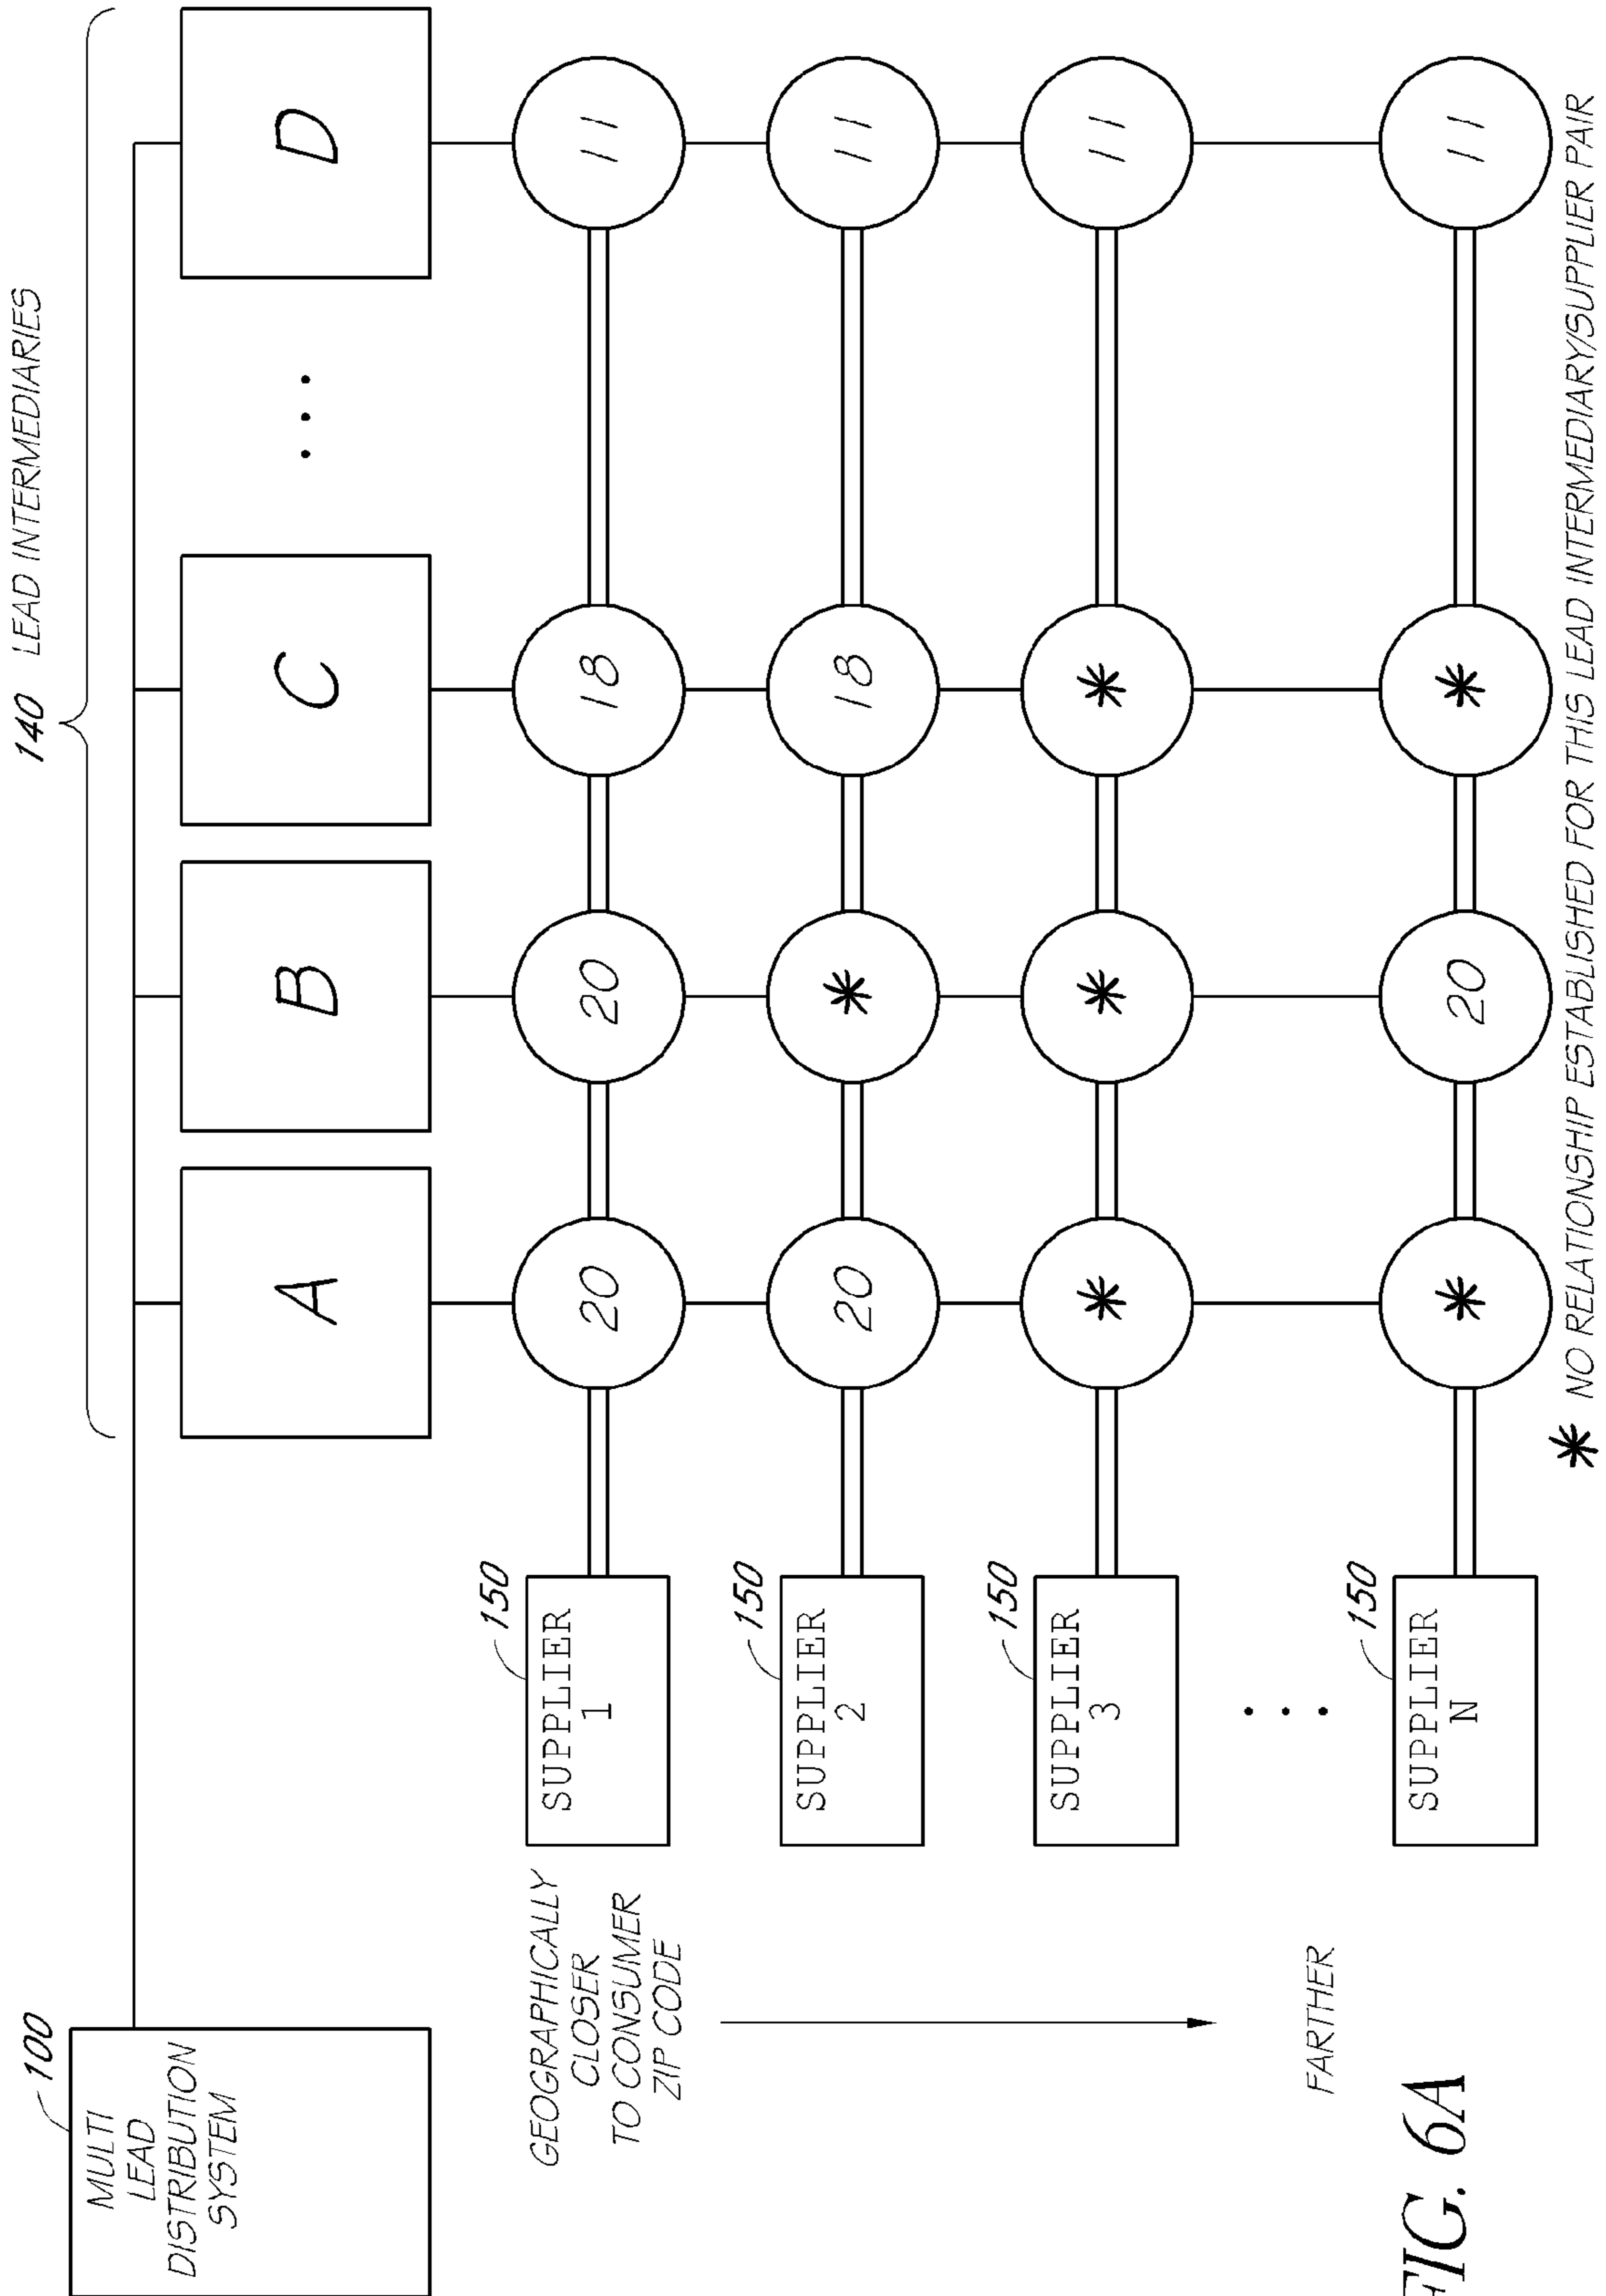 140 LEAD INTERMEDIARIES
100
MULTI
LEAD
DISTRIBUTION
SYSTEM
A
B
C
...
D
GEOGRAPHICALLY
CLOSER
TO CONSUMER
ZIP CODE
FARTHER
150
SUPPLIER
1
20
20
18
11
150
SUPPLIER
2
20
*
18
11
150
SUPPLIER
3
*
*
*
11
...
150
SUPPLIER
N
*
20
*
11
* NO RELATIONSHIP ESTABLISHED FOR THIS LEAD INTERMEDIARY/SUPPLIER PAIR
FIG. 6A